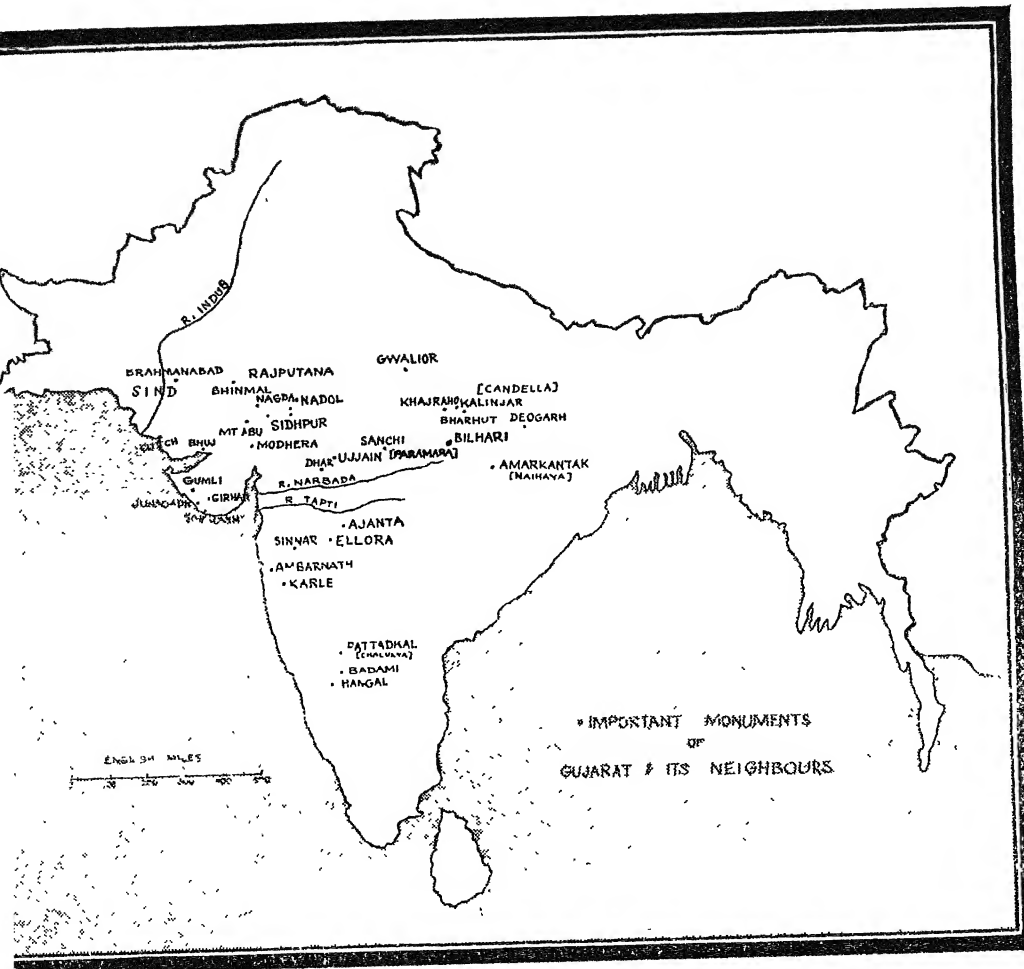 R. INDUS
BRAHMANABAD
SIND
RAJPUTANA
BHINMAL
NAGDA
NADOL
MT ABU
SIDHPUR
MODHERA
GWALIOR
[CANDELLA]
KHAJRAHO
KALINJAR
BHARHUT
DEOGARH
BILHARI
SANCHI
DHAR
UJJAIN
[PARAMARA]
AMARKANTAK
[HAIHAYA]
CUTCH
BHUJ
GUMLI
JUNAGADH
GIRNAR
R. NARBADA
R. TAPTI
AJANTA
SINNAR
ELLORA
AMBARNATH
KARLE
PATTADKAL
[CHALUKYA]
BADAMI
HANGAL
ENGLISH MILES
IMPORTANT MONUMENTS
OF
GUJARAT & ITS NEIGHBOURS